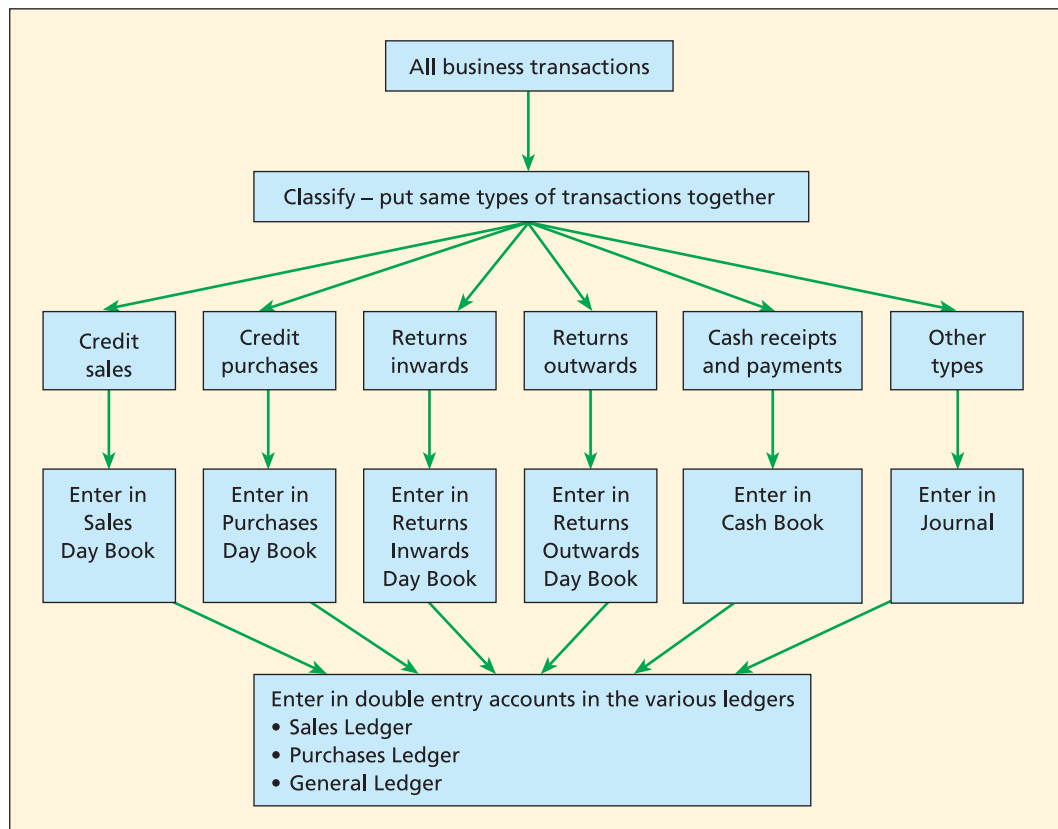 All business transactions
Classify – put same types of transactions together
Credit
sales
Credit
purchases
Returns
inwards
Returns
outwards
Cash receipts
and payments
Other
types
Enter in
Sales
Day Book
Enter in
Purchases
Day Book
Enter in
Returns
Inwards
Day Book
Enter in
Returns
Outwards
Day Book
Enter in
Cash Book
Enter in
Journal
Enter in double entry accounts in the various ledgers
• Sales Ledger
• Purchases Ledger
• General Ledger